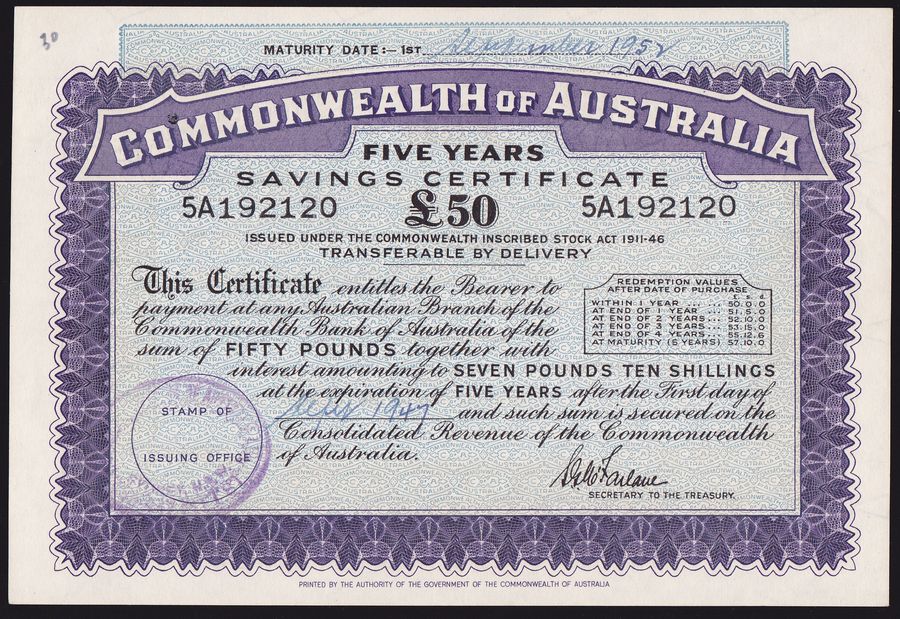 30
MATURITY DATE:— 1ST September 1952
COMMONWEALTH OF AUSTRALIA
FIVE YEARS
SAVINGS CERTIFICATE
5A192120 £50 5A192120
ISSUED UNDER THE COMMONWEALTH INSCRIBED STOCK ACT 1911-46
TRANSFERABLE BY DELIVERY
This Certificate entitles the Bearer to
payment at any Australian Branch of the
Commonwealth Bank of Australia of the
sum of FIFTY POUNDS together with
interest amounting to SEVEN POUNDS TEN SHILLINGS
at the expiration of FIVE YEARS after the First day of
Sept 1947 and such sum is secured on the
Consolidated Revenue of the Commonwealth
of Australia.
REDEMPTION VALUES
AFTER DATE OF PURCHASE
£. s. d.
WITHIN 1 YEAR ... ... 50.0.0
AT END OF 1 YEAR ... 51.5.0
AT END OF 2 YEARS... 52.10.0
AT END OF 3 YEARS... 53.15.0
AT END OF 4 YEARS... 55.12.6
AT MATURITY (5 YEARS) 57.10.0
STAMP OF
ISSUING OFFICE
SECRETARY TO THE TREASURY.
PRINTED BY THE AUTHORITY OF THE GOVERNMENT OF THE COMMONWEALTH OF AUSTRALIA